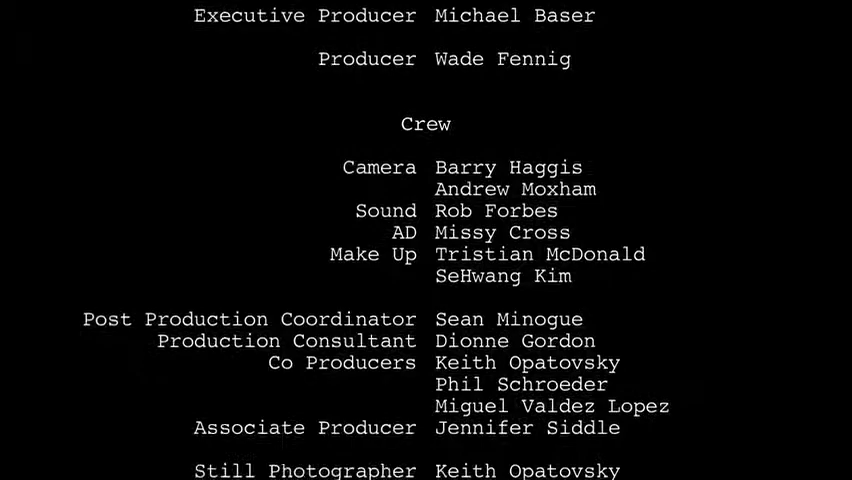 Executive Producer Michael Baser
Producer Wade Fennig
Crew
Camera Barry Haggis
Andrew Moxham
Sound Rob Forbes
AD Missy Cross
Make Up Tristian McDonald
SeHwang Kim
Post Production Coordinator Sean Minogue
Production Consultant Dionne Gordon
Co Producers Keith Opatovsky
Phil Schroeder
Miguel Valdez Lopez
Associate Producer Jennifer Siddle
Still Photographer Keith Opatovsky